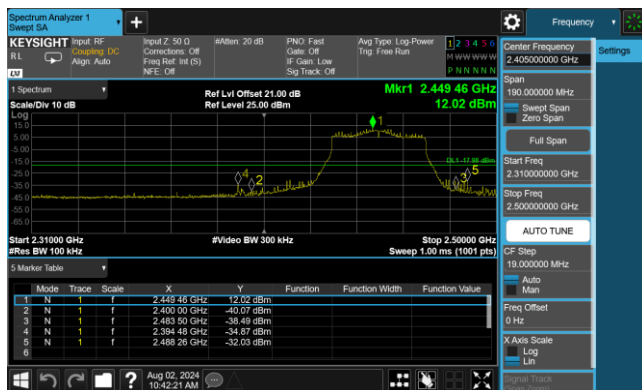 Spectrum Analyzer 1
Swept SA
Frequency
KEYSIGHT
RL
Input: RF
Coupling: DC
Align: Auto
Input Z: 50 Ω
Corrections: Off
Freq Ref: Int (S)
NFE: Off
#Atten: 20 dB
PNO: Fast
Gate: Off
IF Gain: Low
Sig Track: Off
Avg Type: Log-Power
Trig: Free Run
1 2 3 4 5 6
M W W W W W
P N N N N N
LXI
1 Spectrum
Scale/Div 10 dB
Ref Lvl Offset 21.00 dB
Ref Level 25.00 dBm
Mkr1 2.449 46 GHz
12.02 dBm
Log
15.0
5.00
-5.00
-15.0
-25.0
-35.0
-45.0
-55.0
-65.0
1
DL1 -17.98 dBm
4
2
3
5
Start 2.31000 GHz
#Res BW 100 kHz
#Video BW 300 kHz
Stop 2.50000 GHz
Sweep 1.00 ms (1001 pts)
5 Marker Table
Mode Trace Scale X Y Function Function Width Function Value
1 N 1 f 2.449 46 GHz 12.02 dBm
2 N 1 f 2.400 00 GHz -40.07 dBm
3 N 1 f 2.483 50 GHz -38.49 dBm
4 N 1 f 2.394 48 GHz -34.87 dBm
5 N 1 f 2.488 26 GHz -32.03 dBm
6
Aug 02, 2024
10:42:21 AM
Center Frequency
2.405000000 GHz
Settings
Span
190.000000 MHz
Swept Span
Zero Span
Full Span
Start Freq
2.310000000 GHz
Stop Freq
2.500000000 GHz
AUTO TUNE
CF Step
19.000000 MHz
Auto
Man
Freq Offset
0 Hz
X Axis Scale
Log
Lin
Signal Track
(Span Zoom)